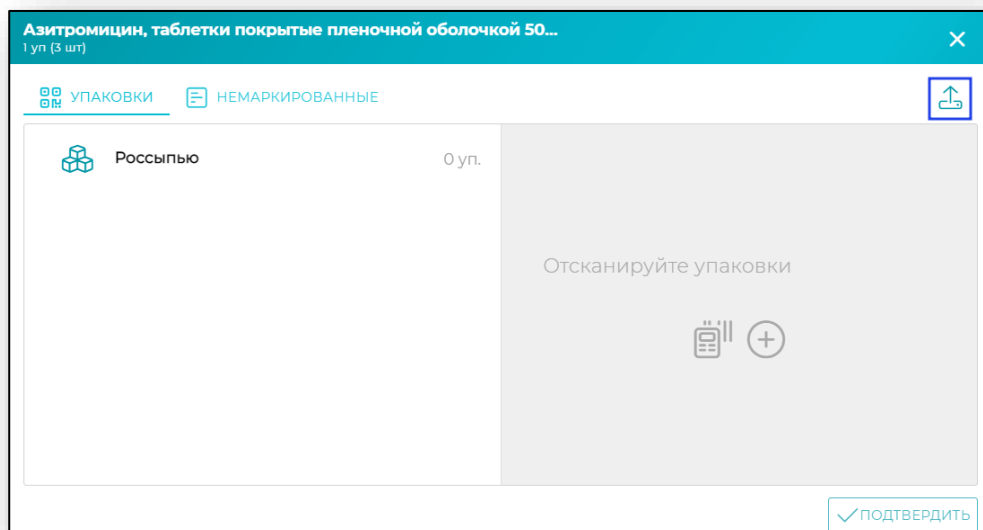 Азитромицин, таблетки покрытые пленочной оболочкой 50...
1 уп (3 шт)
УПАКОВКИ НЕМАРКИРОВАННЫЕ
Россыпью 0 уп.
Отсканируйте упаковки
ПОДТВЕРДИТЬ